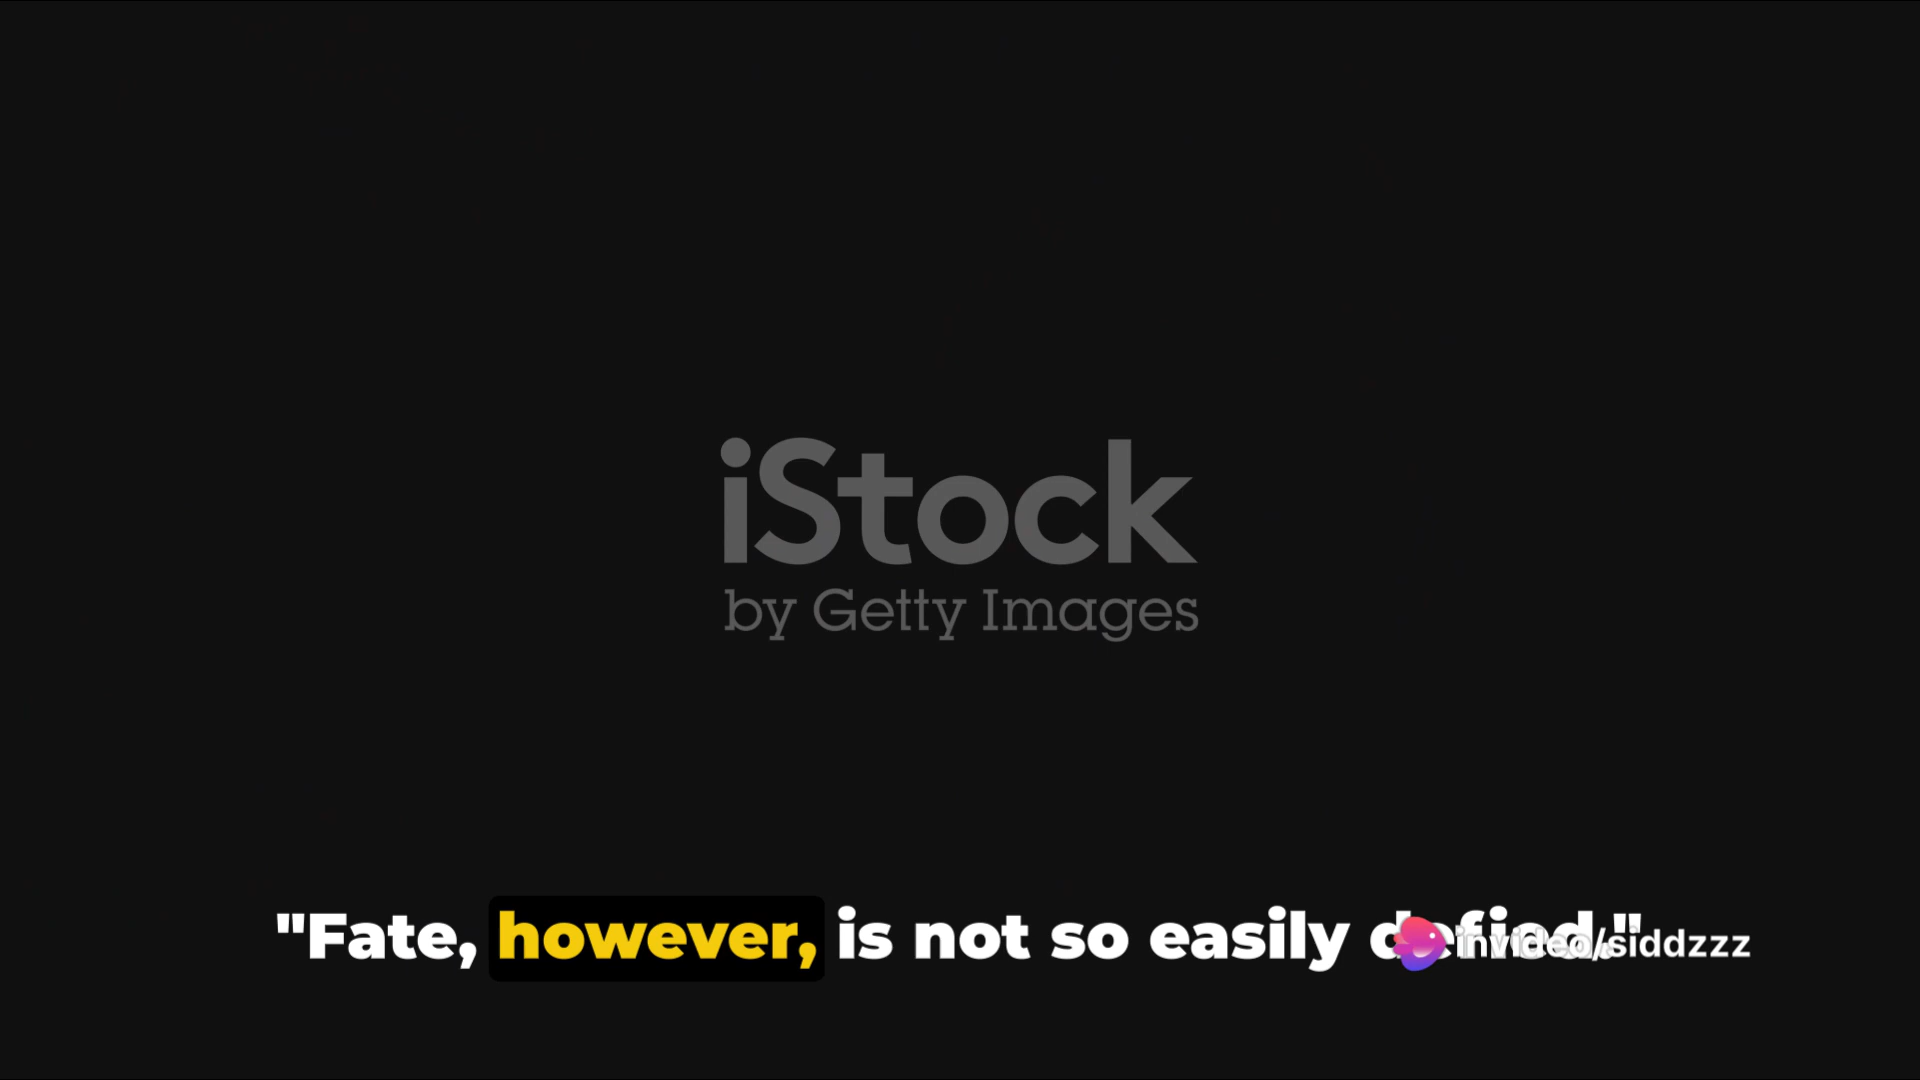 iStock
by Getty Images
"Fate, however, is not so easily defied."
invideo/siddzzz